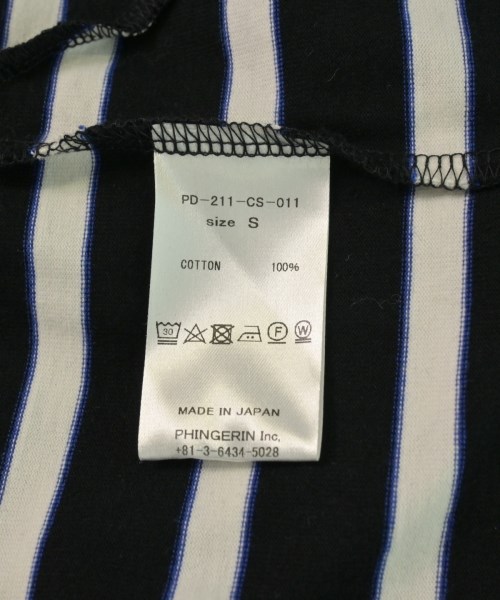 PD-211-CS-011
size S
COTTON 100%
30 F W
MADE IN JAPAN
PHINGERIN Inc.
+81-3-6434-5028